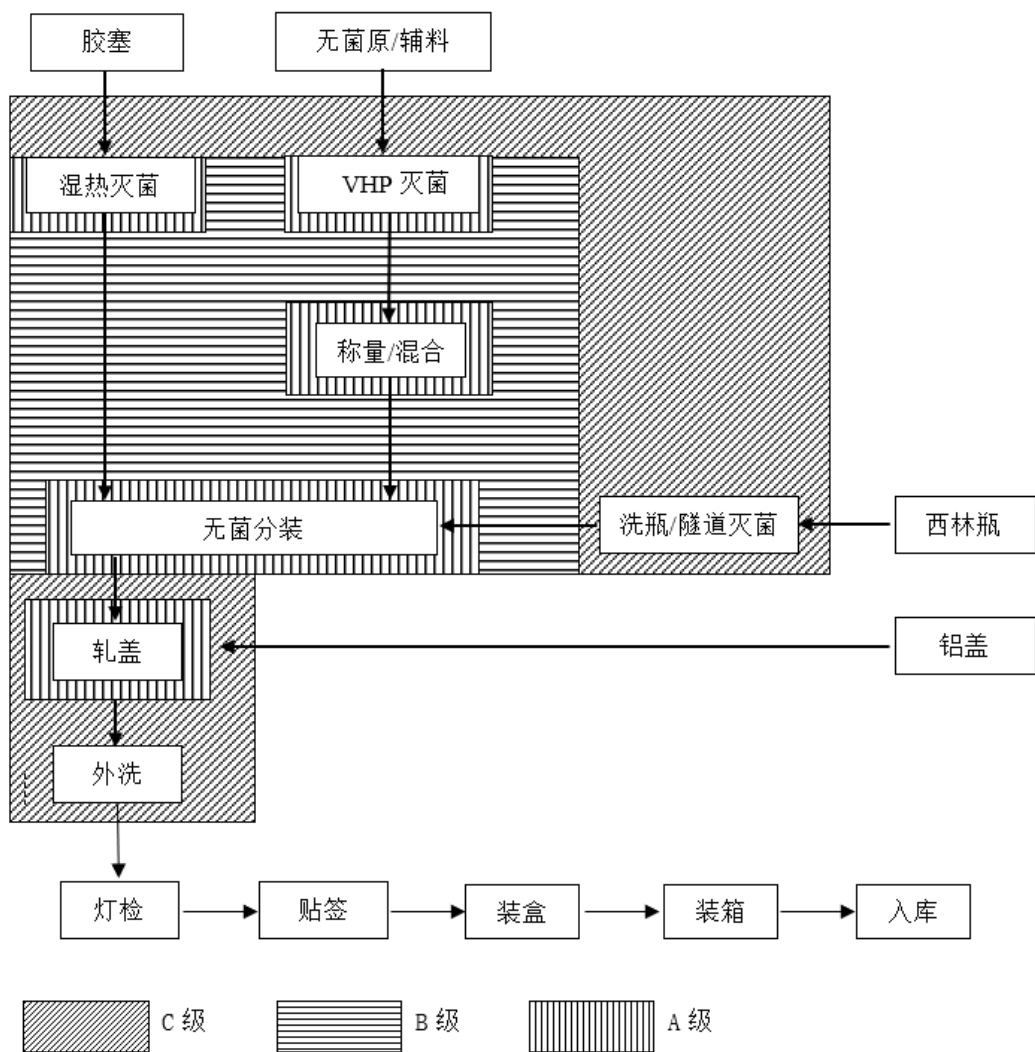 胶塞
无菌原/辅料
湿热灭菌
VHP 灭菌
称量/混合
无菌分装
洗瓶/隧道灭菌
西林瓶
轧盖
铝盖
外洗
灯检
贴签
装盒
装箱
入库
C 级
B 级
A 级